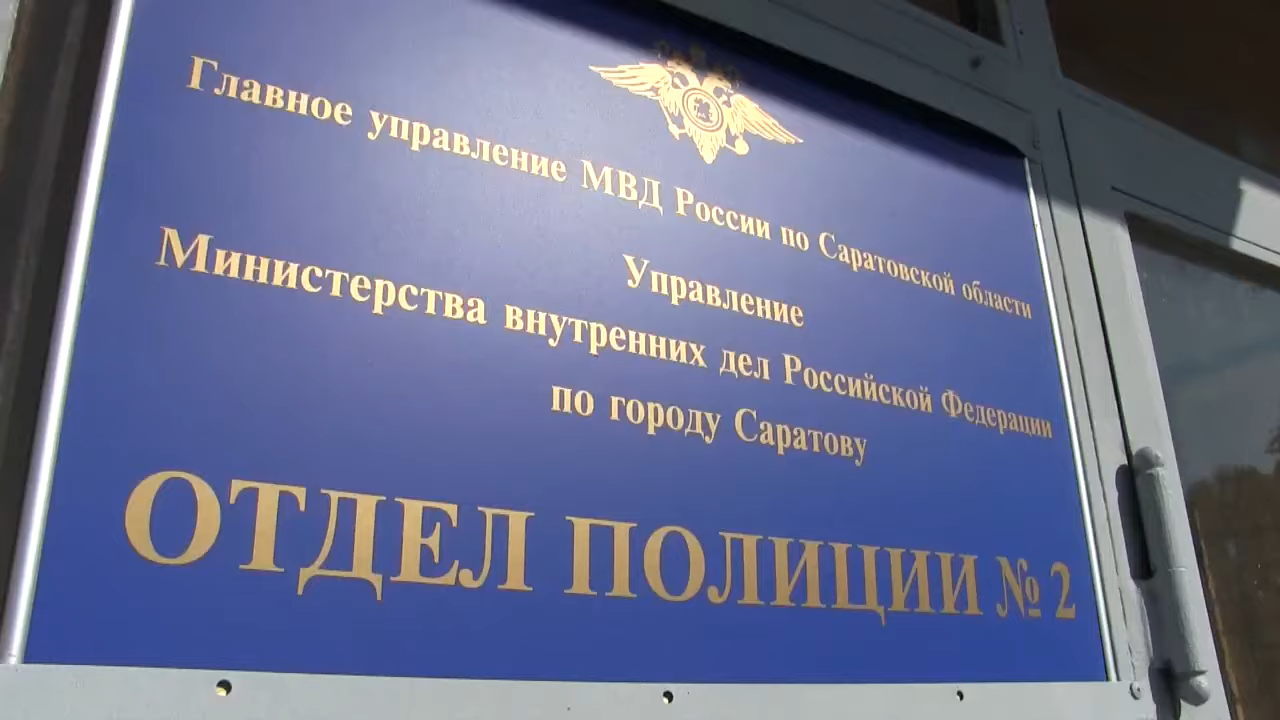 Главное управление МВД России по Саратовской области
Управление
Министерства внутренних дел Российской Федерации
по городу Саратову
ОТДЕЛ ПОЛИЦИИ № 2